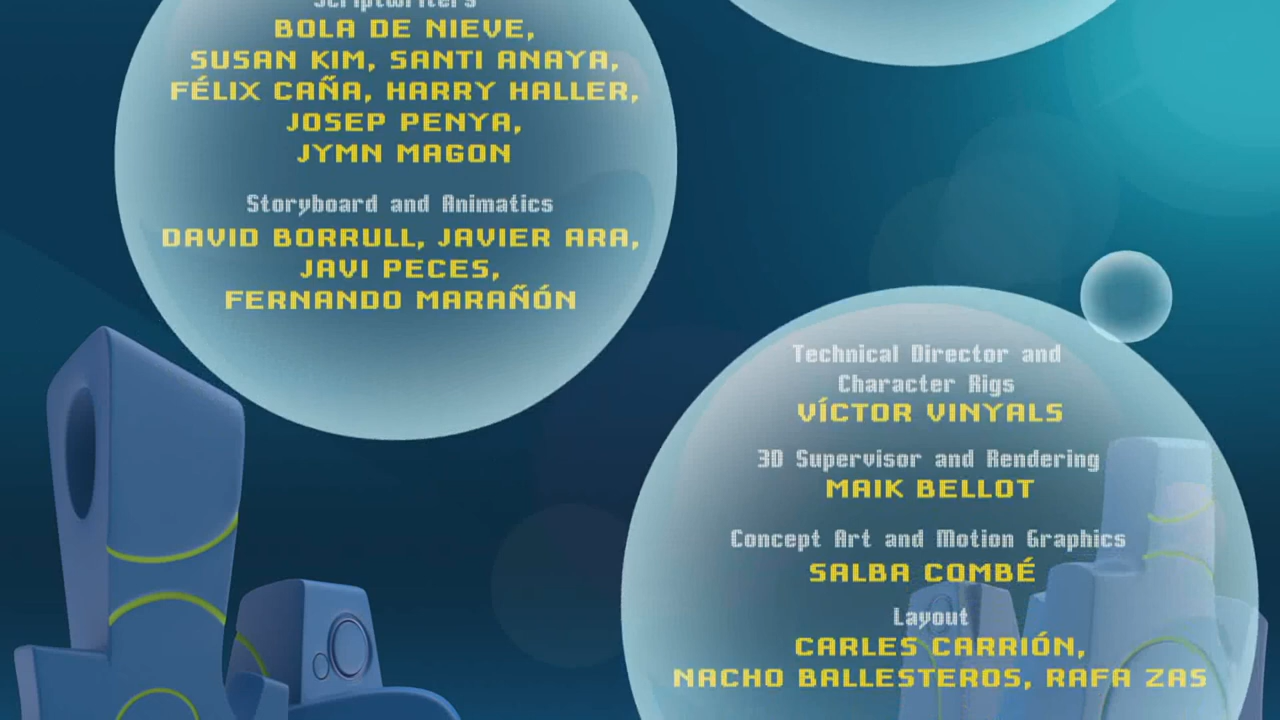 Scriptwriters
BOLA DE NIEVE,
SUSAN KIM, SANTI ANAYA,
FÉLIX CAÑA, HARRY HALLER,
JOSEP PENYA,
JYMN MAGON
Storyboard and Animatics
DAVID BORRULL, JAVIER ARA,
JAVI PECES,
FERNANDO MARAÑÓN
Technical Director and
Character Rigs
VÍCTOR VINYALS
3D Supervisor and Rendering
MAIK BELLOT
Concept Art and Motion Graphics
SALBA COMBÉ
Layout
CARLES CARRIÓN,
NACHO BALLESTEROS, RAFA ZAS